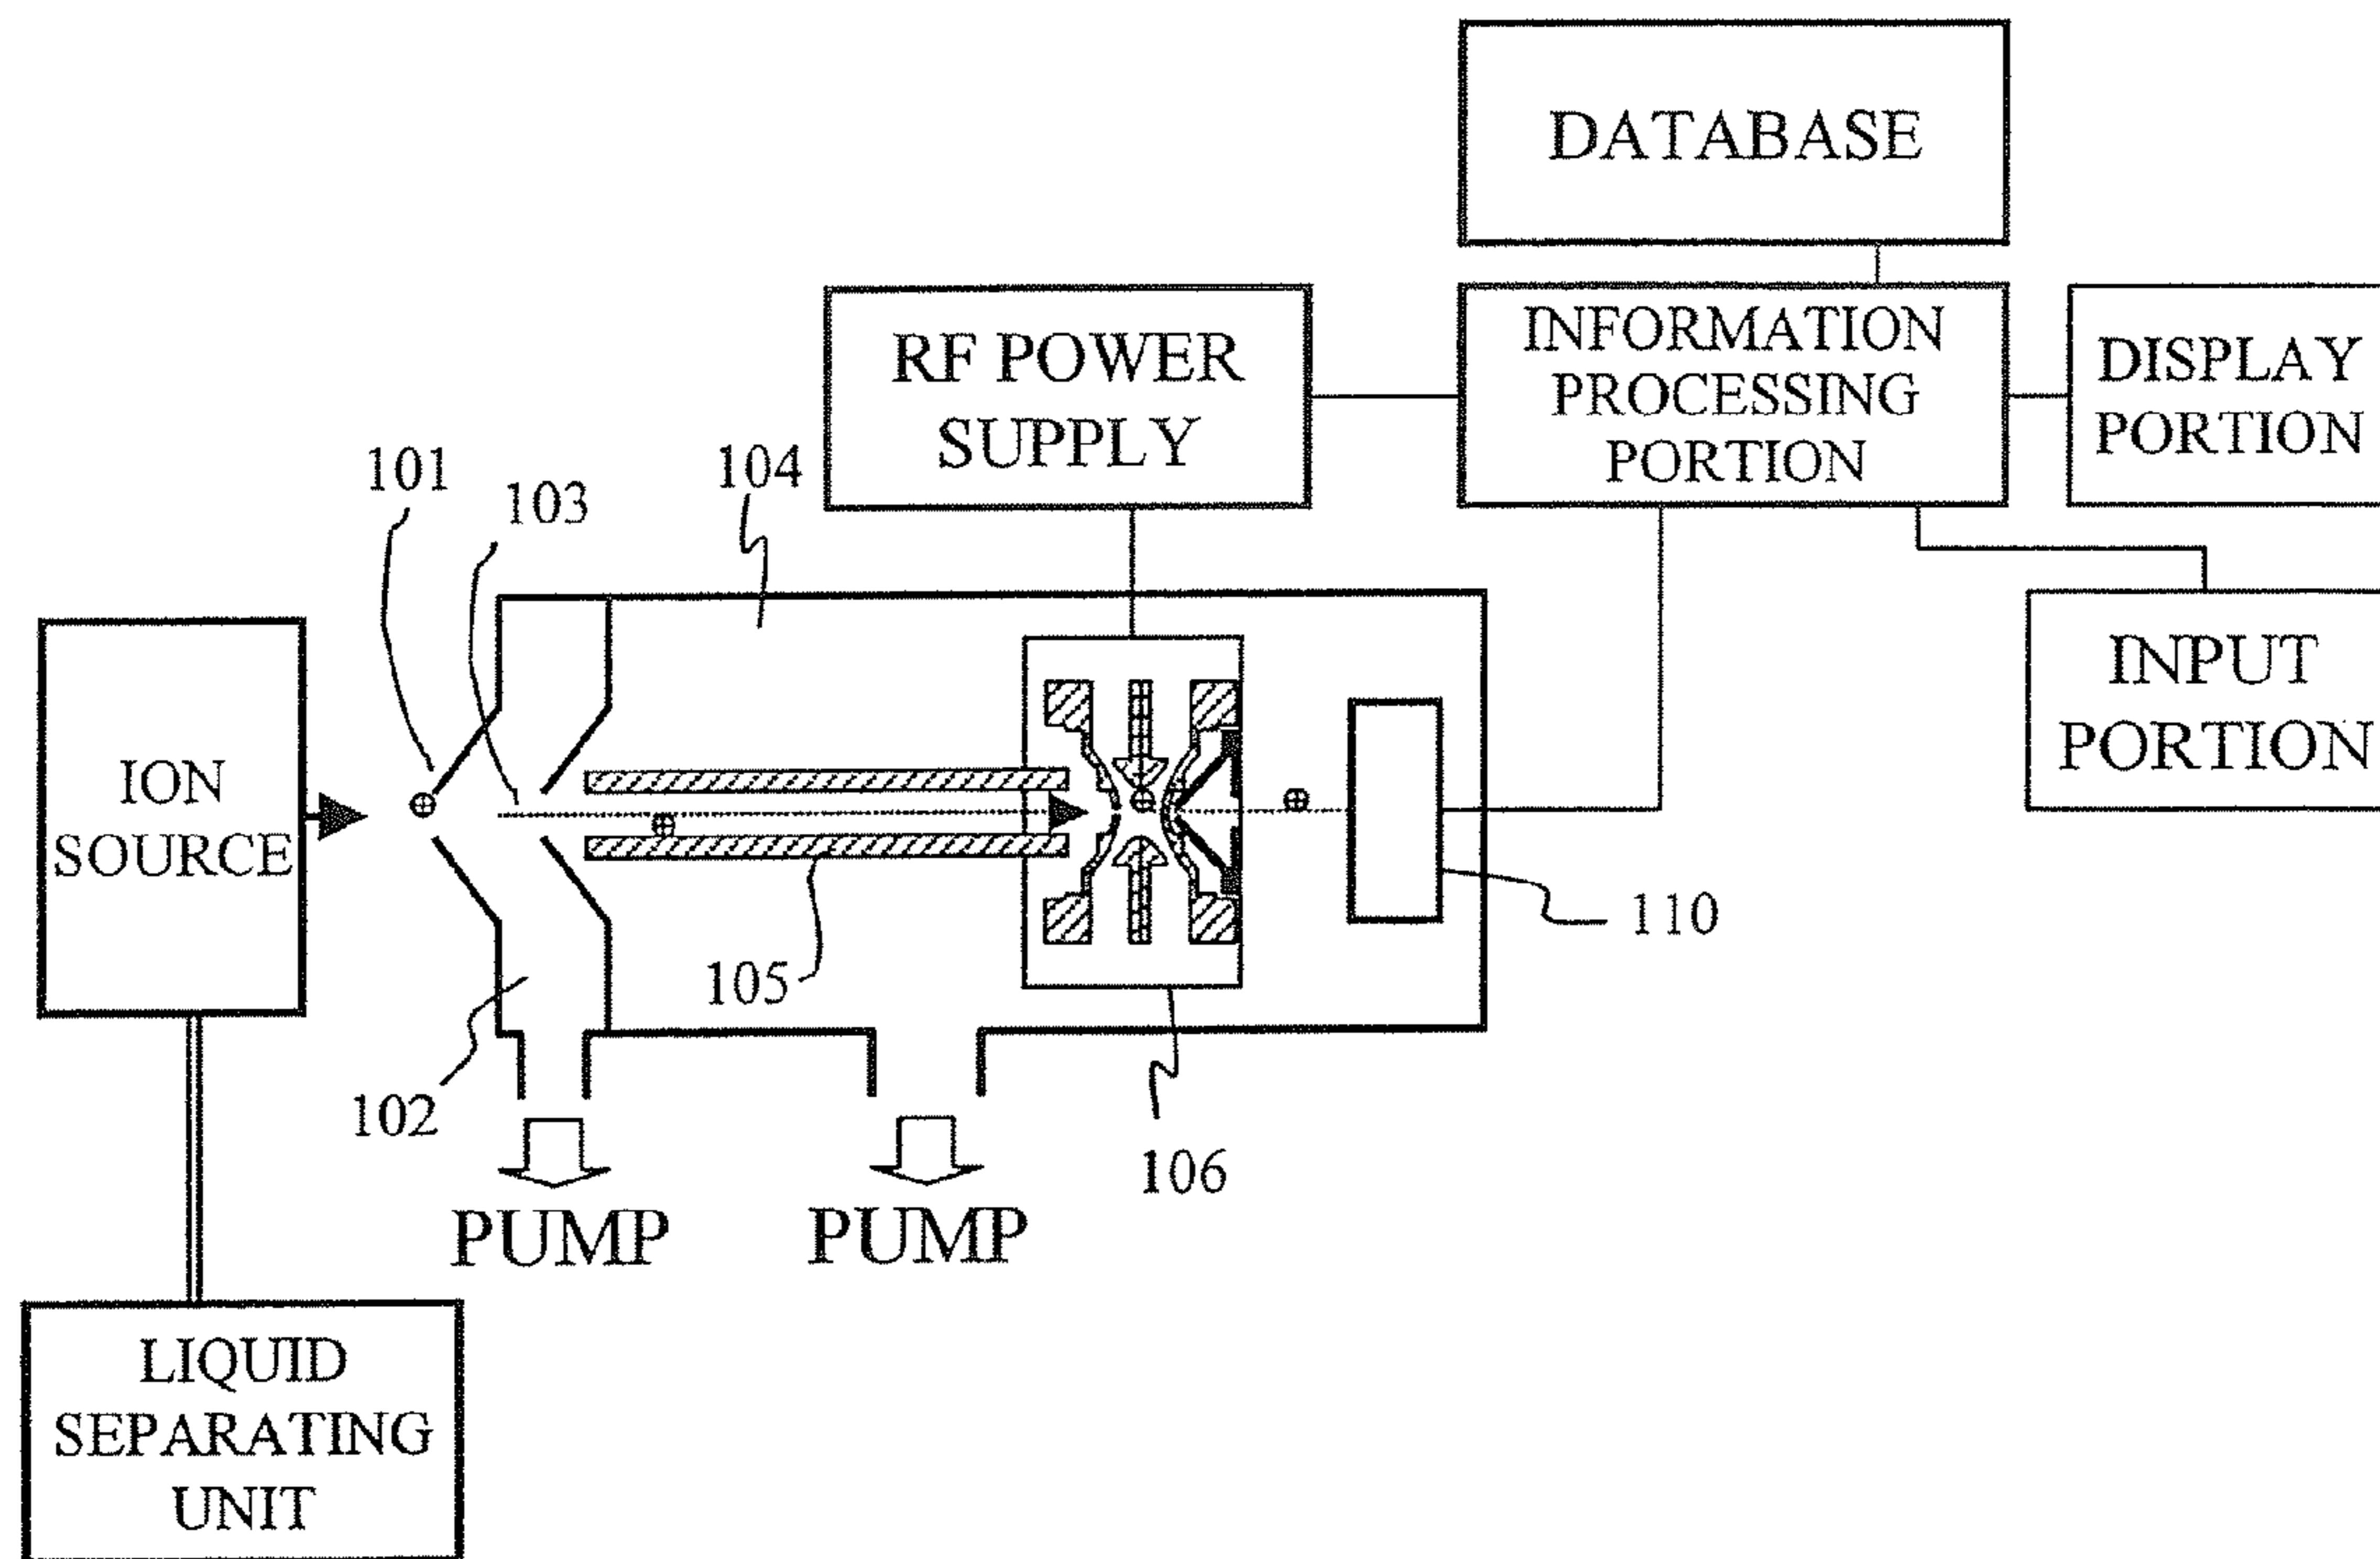 DATABASE
RF POWER
SUPPLY
INFORMATION
PROCESSING
PORTION
DISPLAY
PORTION
101
103
104
INPUT
PORTION
ION
SOURCE
110
105
102
106
PUMP
PUMP
LIQUID
SEPARATING
UNIT